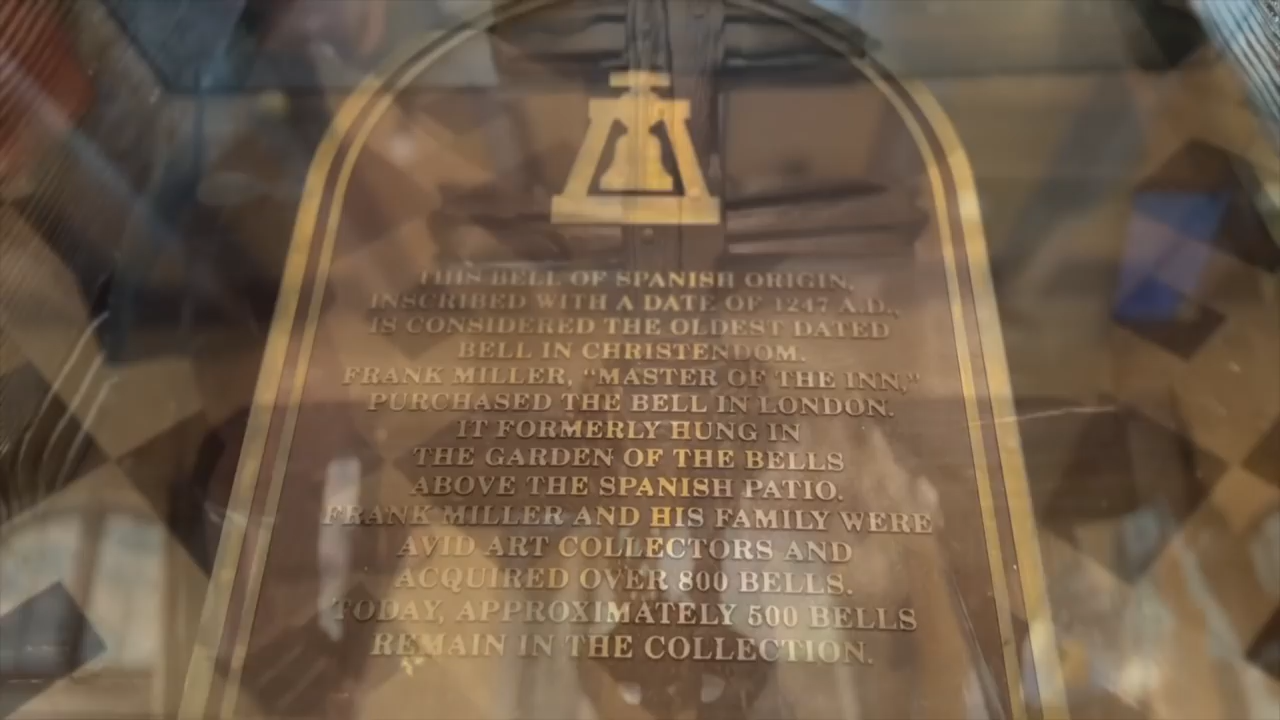 THIS BELL OF SPANISH ORIGIN,
INSCRIBED WITH A DATE OF 1247 A.D.,
IS CONSIDERED THE OLDEST DATED
BELL IN CHRISTENDOM.
FRANK MILLER, "MASTER OF THE INN,"
PURCHASED THE BELL IN LONDON.
IT FORMERLY HUNG IN
THE GARDEN OF THE BELLS
ABOVE THE SPANISH PATIO.
FRANK MILLER AND HIS FAMILY WERE
AVID ART COLLECTORS AND
ACQUIRED OVER 800 BELLS.
TODAY, APPROXIMATELY 500 BELLS
REMAIN IN THE COLLECTION.